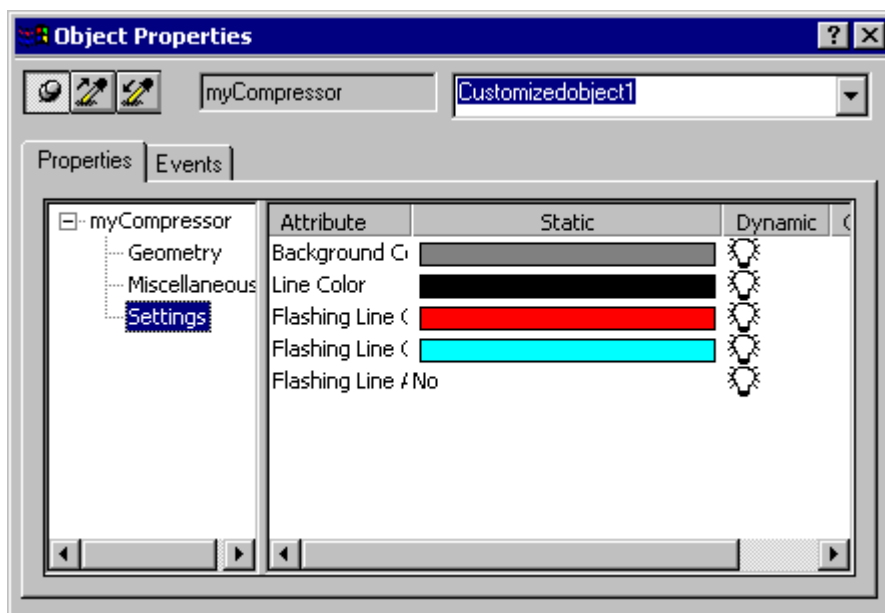 Object Properties
myCompressor
Customizedobject1
Properties
Events
myCompressor
Geometry
Miscellaneous
Settings
Attribute Static Dynamic
Background C
Line Color
Flashing Line
Flashing Line
Flashing Line No